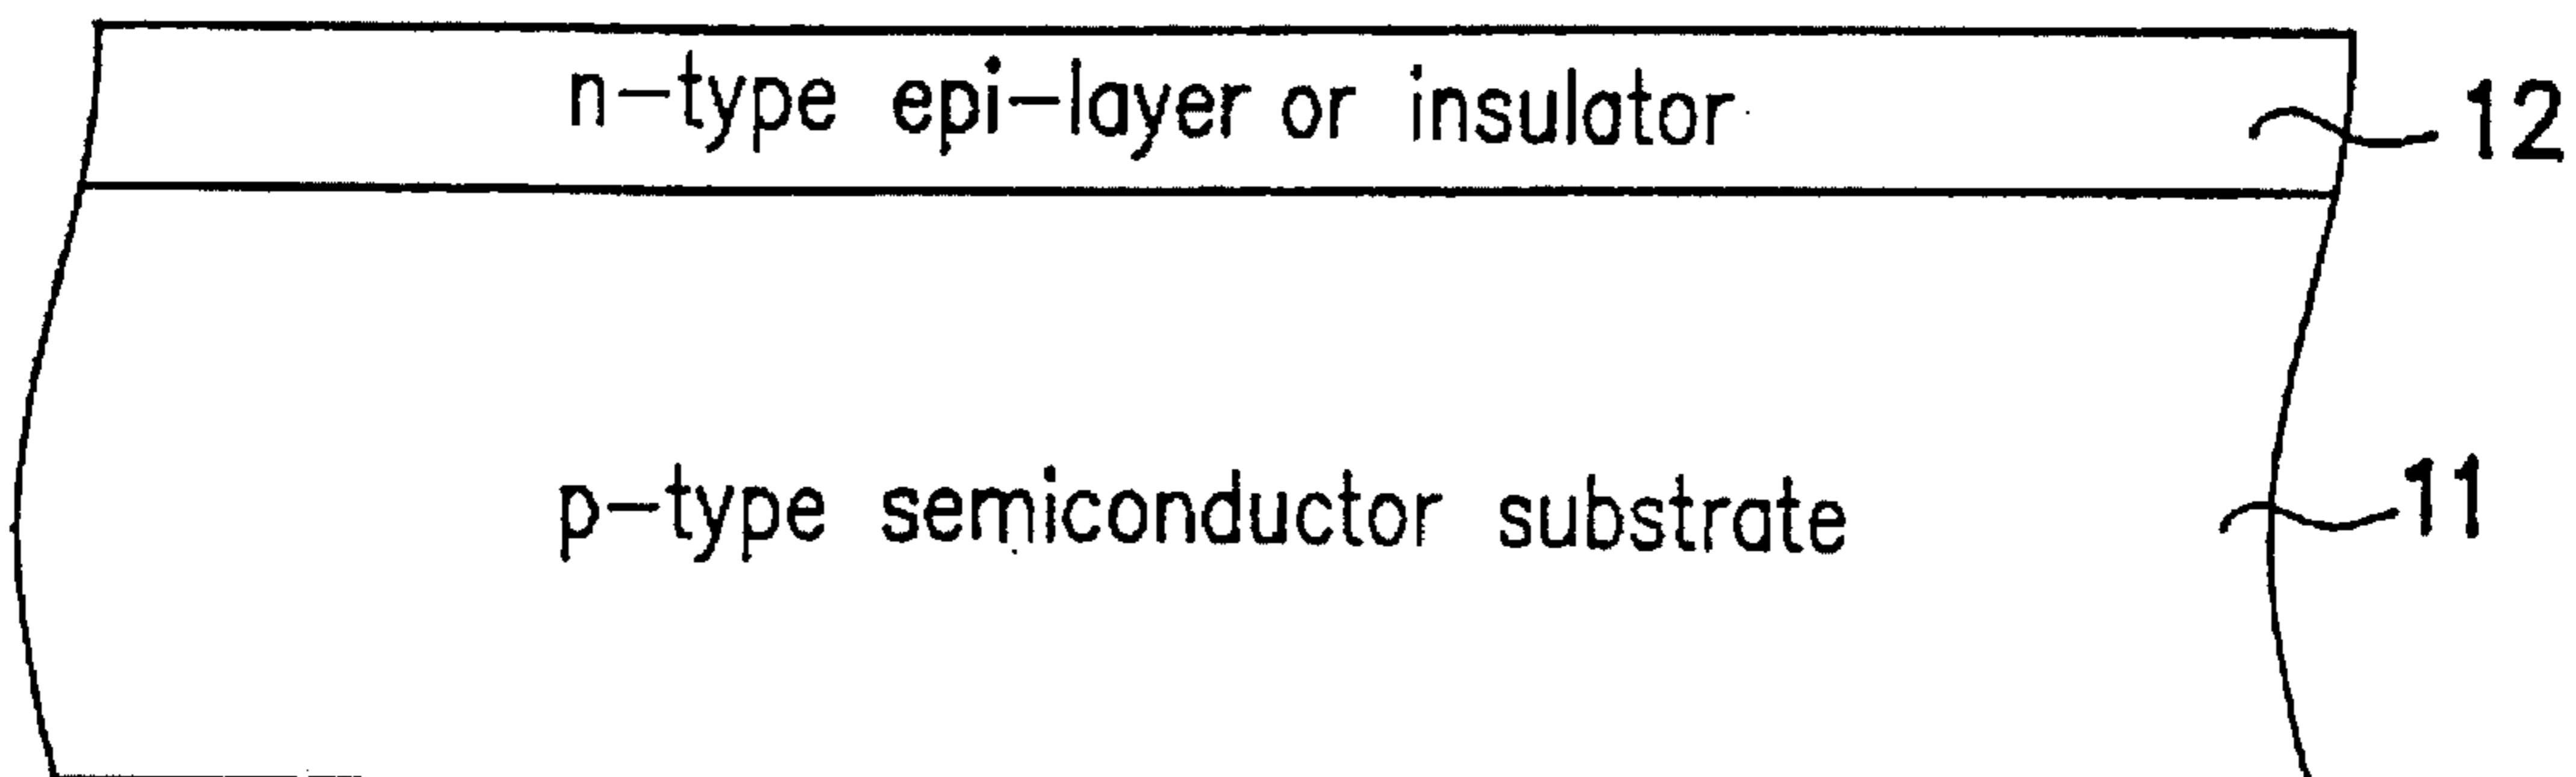 n-type epi-layer or insulator 12
p-type semiconductor substrate 11